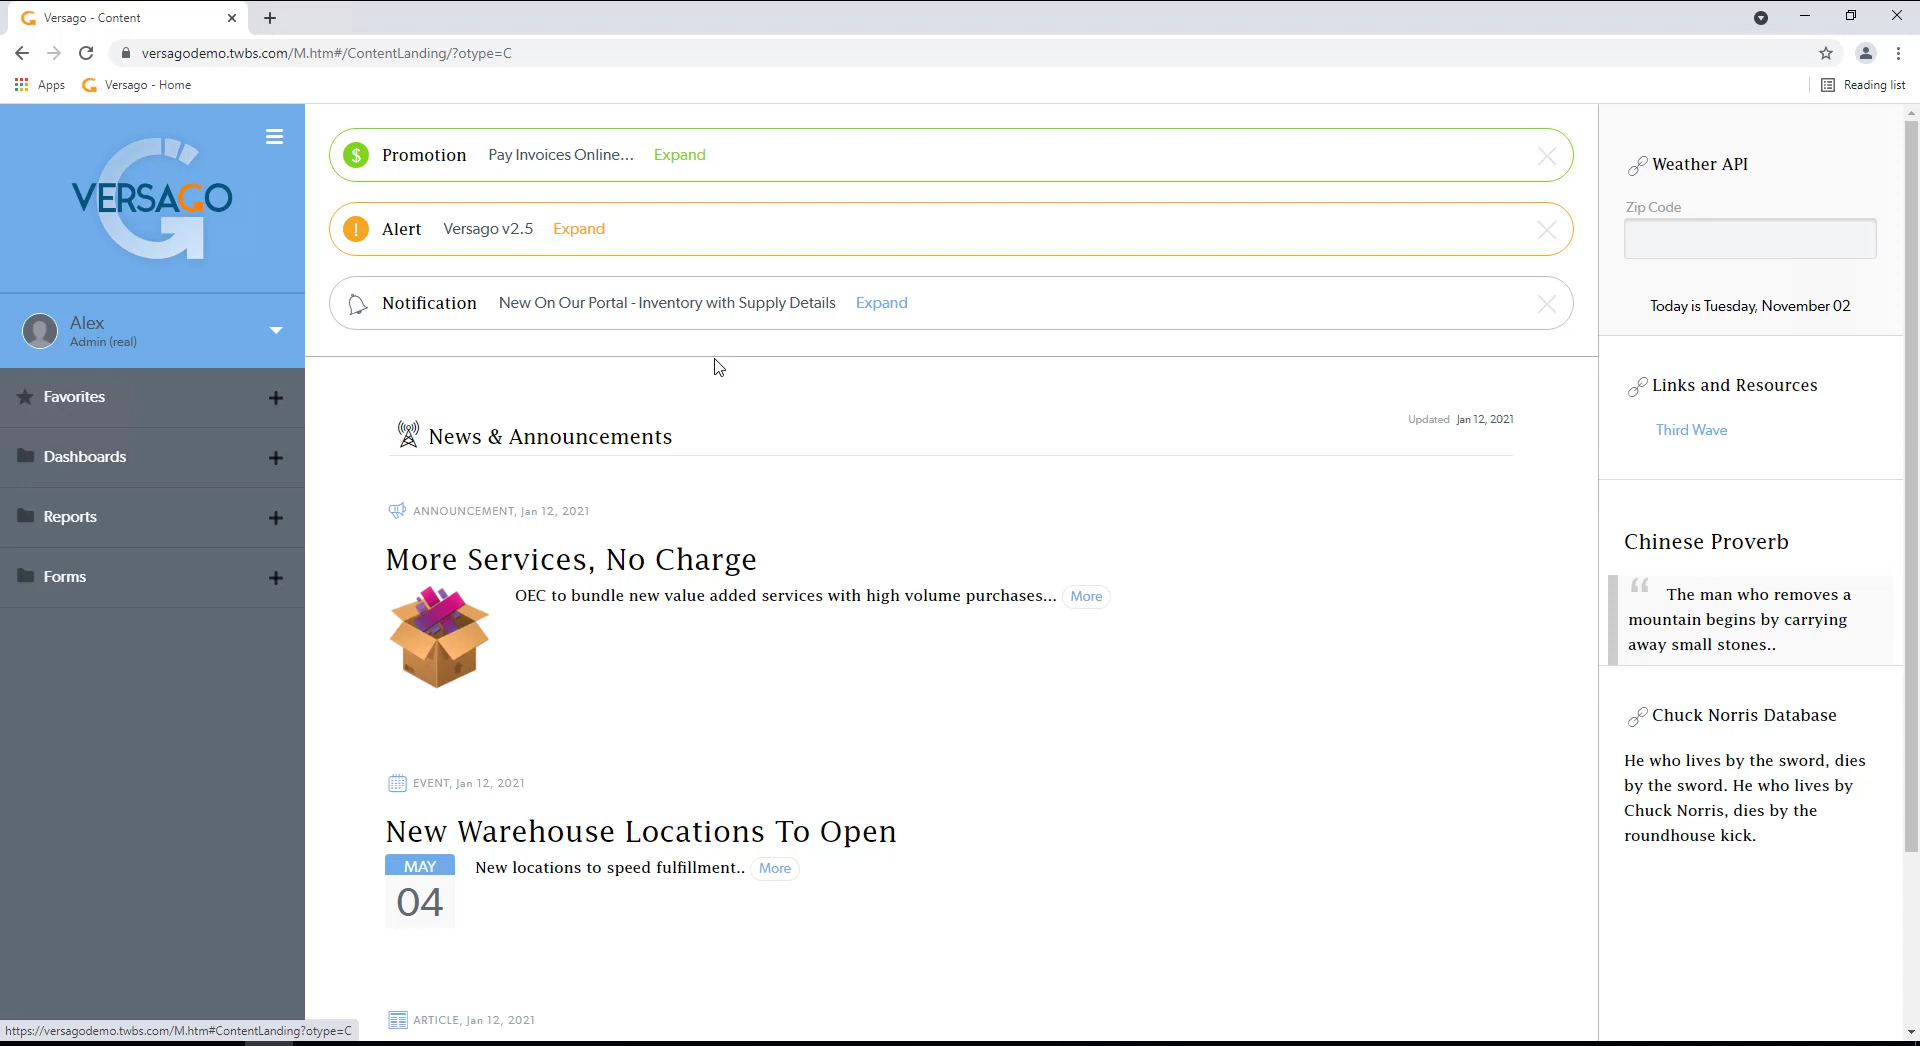 Versago - Content
versagodemo.twbs.com/M.htm#/ContentLanding/?otype=C
Apps
Versago - Home
Reading list
VERSAGO
Alex
Admin (real)
Favorites
Dashboards
Reports
Forms
$ Promotion Pay Invoices Online... Expand
! Alert Versago v2.5 Expand
Notification New On Our Portal - Inventory with Supply Details Expand
News & Announcements
Updated Jan 12, 2021
ANNOUNCEMENT, Jan 12, 2021
More Services, No Charge
OEC to bundle new value added services with high volume purchases... More
EVENT, Jan 12, 2021
New Warehouse Locations To Open
MAY
04
New locations to speed fulfillment.. More
ARTICLE, Jan 12, 2021
Weather API
Zip Code
Today is Tuesday, November 02
Links and Resources
Third Wave
Chinese Proverb
“ The man who removes a
mountain begins by carrying
away small stones..
Chuck Norris Database
He who lives by the sword, dies
by the sword. He who lives by
Chuck Norris, dies by the
roundhouse kick.
https://versagodemo.twbs.com/M.htm#ContentLanding?otype=C